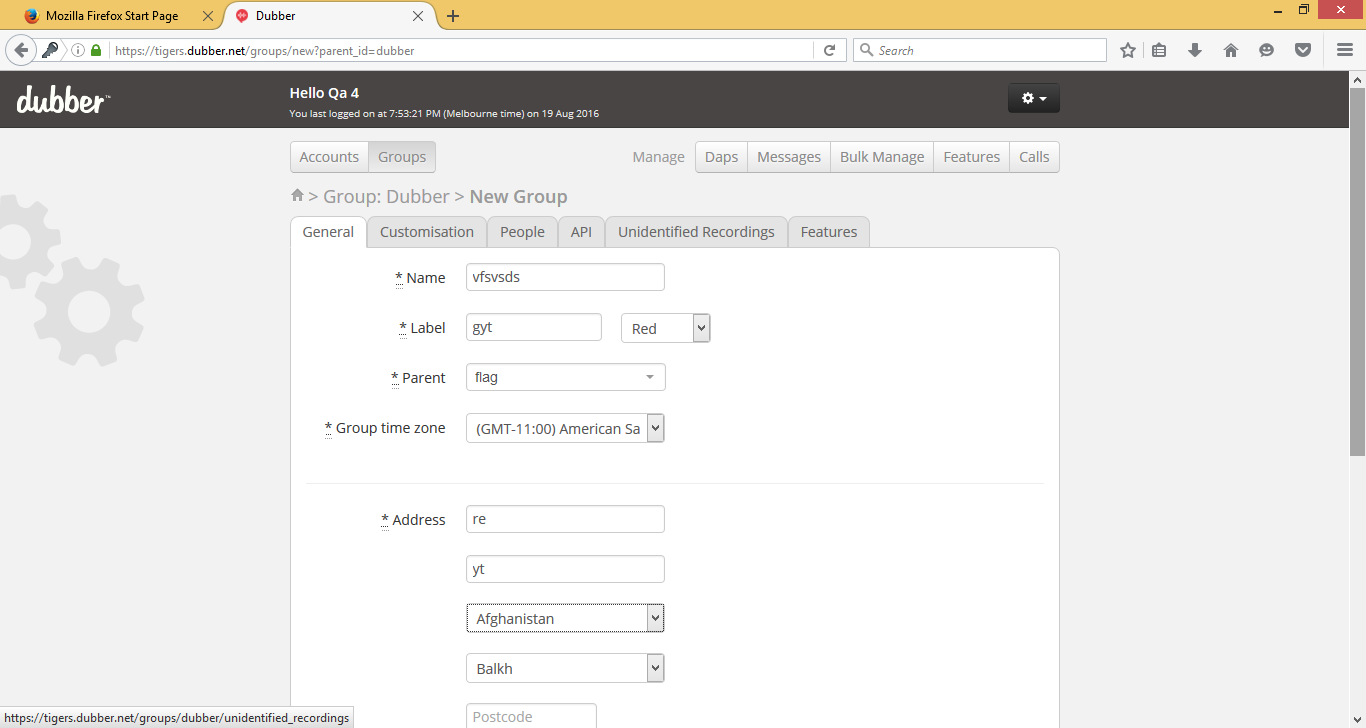 Mozilla Firefox Start Page
Dubber
https://tigers.dubber.net/groups/new?parent_id=dubber
Search
dubber™
Hello Qa 4
You last logged on at 7:53:21 PM (Melbourne time) on 19 Aug 2016
Accounts Groups Manage Daps Messages Bulk Manage Features Calls
> Group: Dubber > New Group
General Customisation People API Unidentified Recordings Features
* Name vfsvsds
* Label gyt Red
* Parent flag
* Group time zone (GMT-11:00) American Sa
* Address re
yt
Afghanistan
Balkh
Postcode
https://tigers.dubber.net/groups/dubber/unidentified_recordings